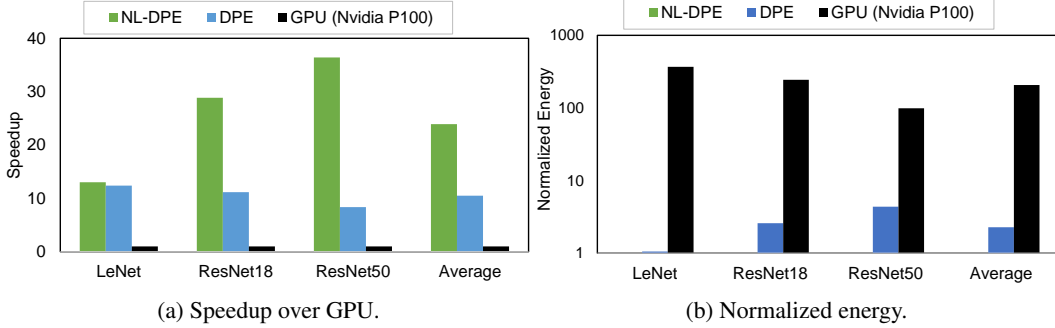 NL-DPE DPE GPU (Nvidia P100)
40
30
20
10
0
Speedup
LeNet ResNet18 ResNet50 Average
(a) Speedup over GPU.
NL-DPE DPE GPU (Nvidia P100)
1000
100
10
1
Normalized Energy
LeNet ResNet18 ResNet50 Average
(b) Normalized energy.